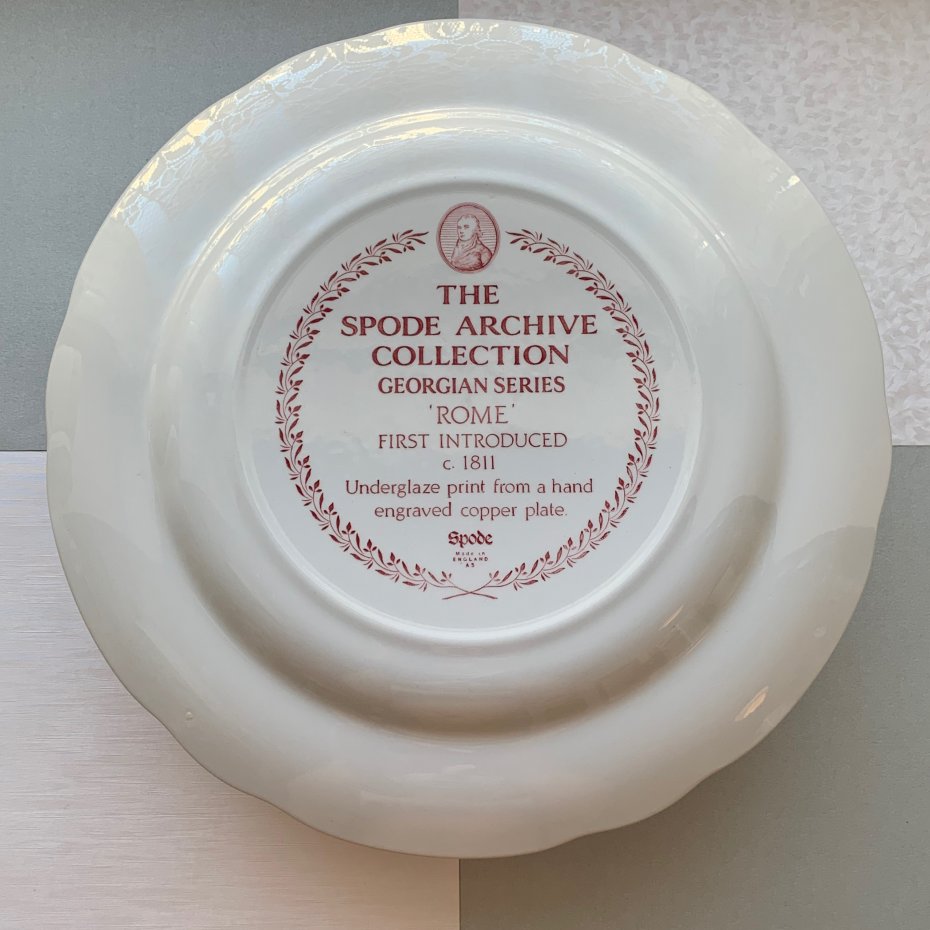 THE
SPODE ARCHIVE
COLLECTION
GEORGIAN SERIES
'ROME'
FIRST INTRODUCED
c. 1811
Underglaze print from a hand
engraved copper plate.
Spode
Made in
ENGLAND
A3